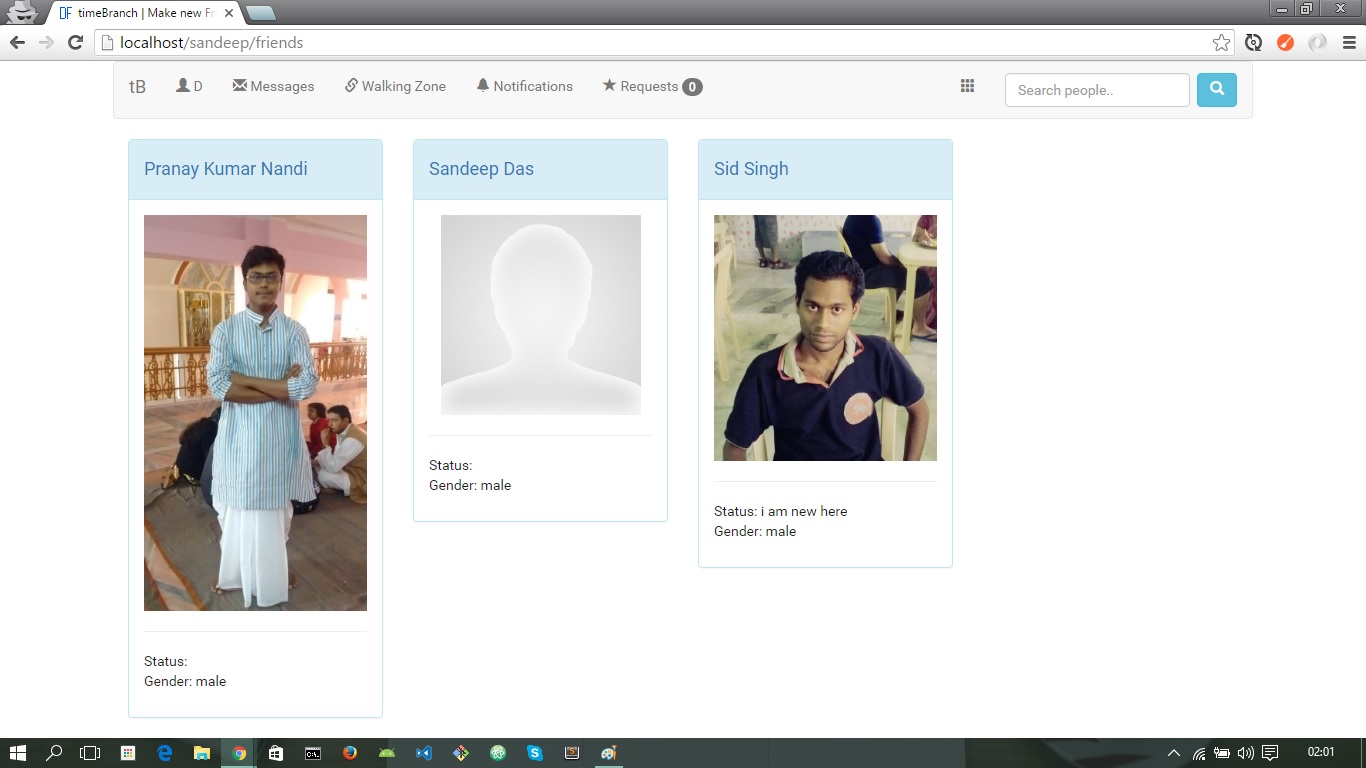 DF timeBranch | Make new Fr
localhost/sandeep/friends
tB D Messages Walking Zone Notifications Requests 0 Search people..
Pranay Kumar Nandi
Status:
Gender: male
Sandeep Das
Status:
Gender: male
Sid Singh
Status: i am new here
Gender: male
02:01